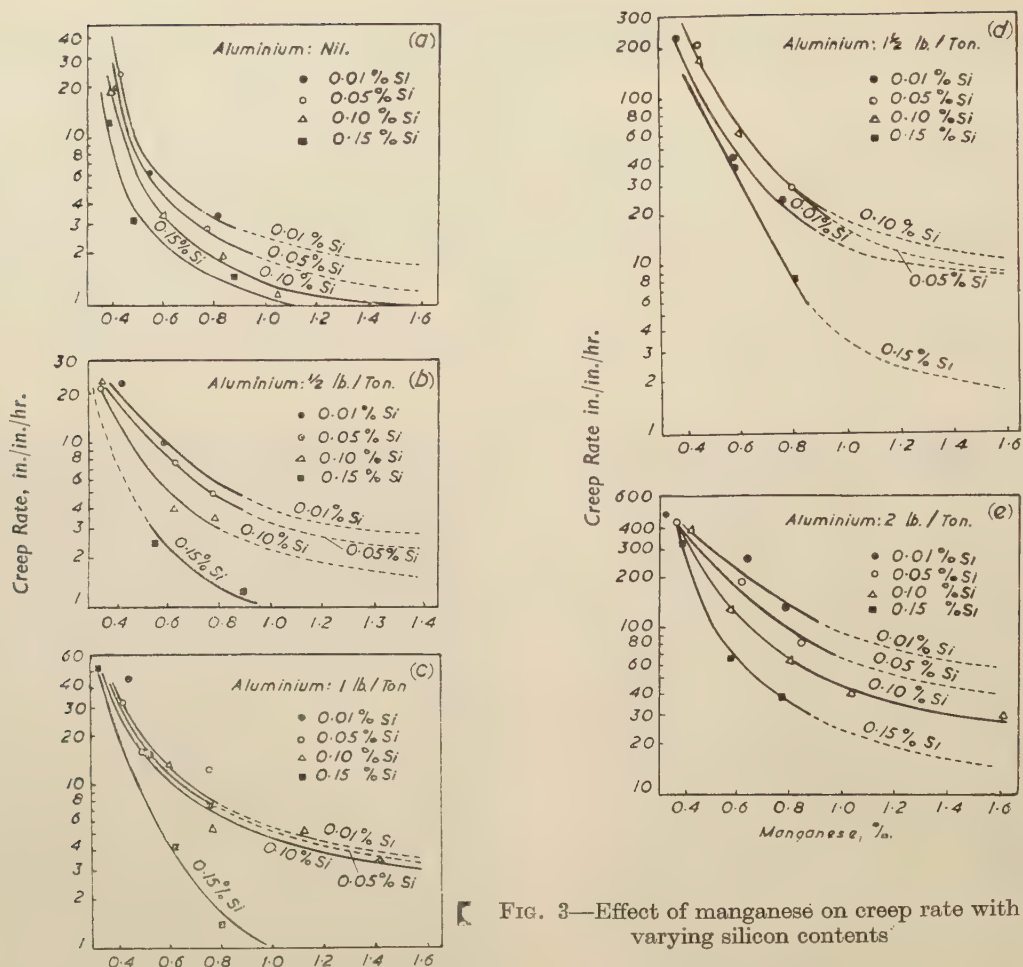 (a)
Aluminium: Nil.
0.01% Si
0.05% Si
0.10 % Si
0.15 % Si
40
20
10
8
6
4
3
2
1
0.01% Si
0.05% Si
0.10% Si
0.15% Si
0.4 0.6 0.8 1.0 1.2 1.4 1.6
(b)
Aluminium: ½ lb./Ton.
0.01% Si
0.05% Si
0.10 % Si
0.15 % Si
30
20
10
8
6
4
3
2
1
0.01% Si
0.05% Si
0.10% Si
0.15% Si
0.4 0.6 0.8 1.0 1.2 1.3 1.4
Creep Rate, in./in./hr.
(c)
Aluminium: 1 lb./Ton
0.01% Si
0.05% Si
0.10 % Si
0.15 % Si
60
40
30
20
10
8
6
4
3
2
1
0.01% Si
0.10% Si
0.05% Si
0.15% Si
0.4 0.6 0.8 1.0 1.2 1.4 1.6
(d)
Aluminium: 1½ lb./Ton.
0.01 % Si
0.05 % Si
0.10 % Si
0.15 % Si
300
200
100
80
60
40
30
20
10
8
6
4
3
2
1
0.10% Si
0.01% Si
0.05% Si
0.15% Si
0.4 0.6 0.8 1.0 1.2 1.4 1.6
Creep Rate in./in./hr.
(e)
Aluminium: 2 lb./Ton.
0.01 % Si
0.05 % Si
0.10 % Si
0.15 % Si
600
400
300
200
100
80
60
40
30
20
10
0.01% Si
0.05% Si
0.10 % Si
0.15% Si
0.4 0.6 0.8 1.0 1.2 1.4 1.6
Manganese, %.
FIG. 3—Effect of manganese on creep rate with
varying silicon contents